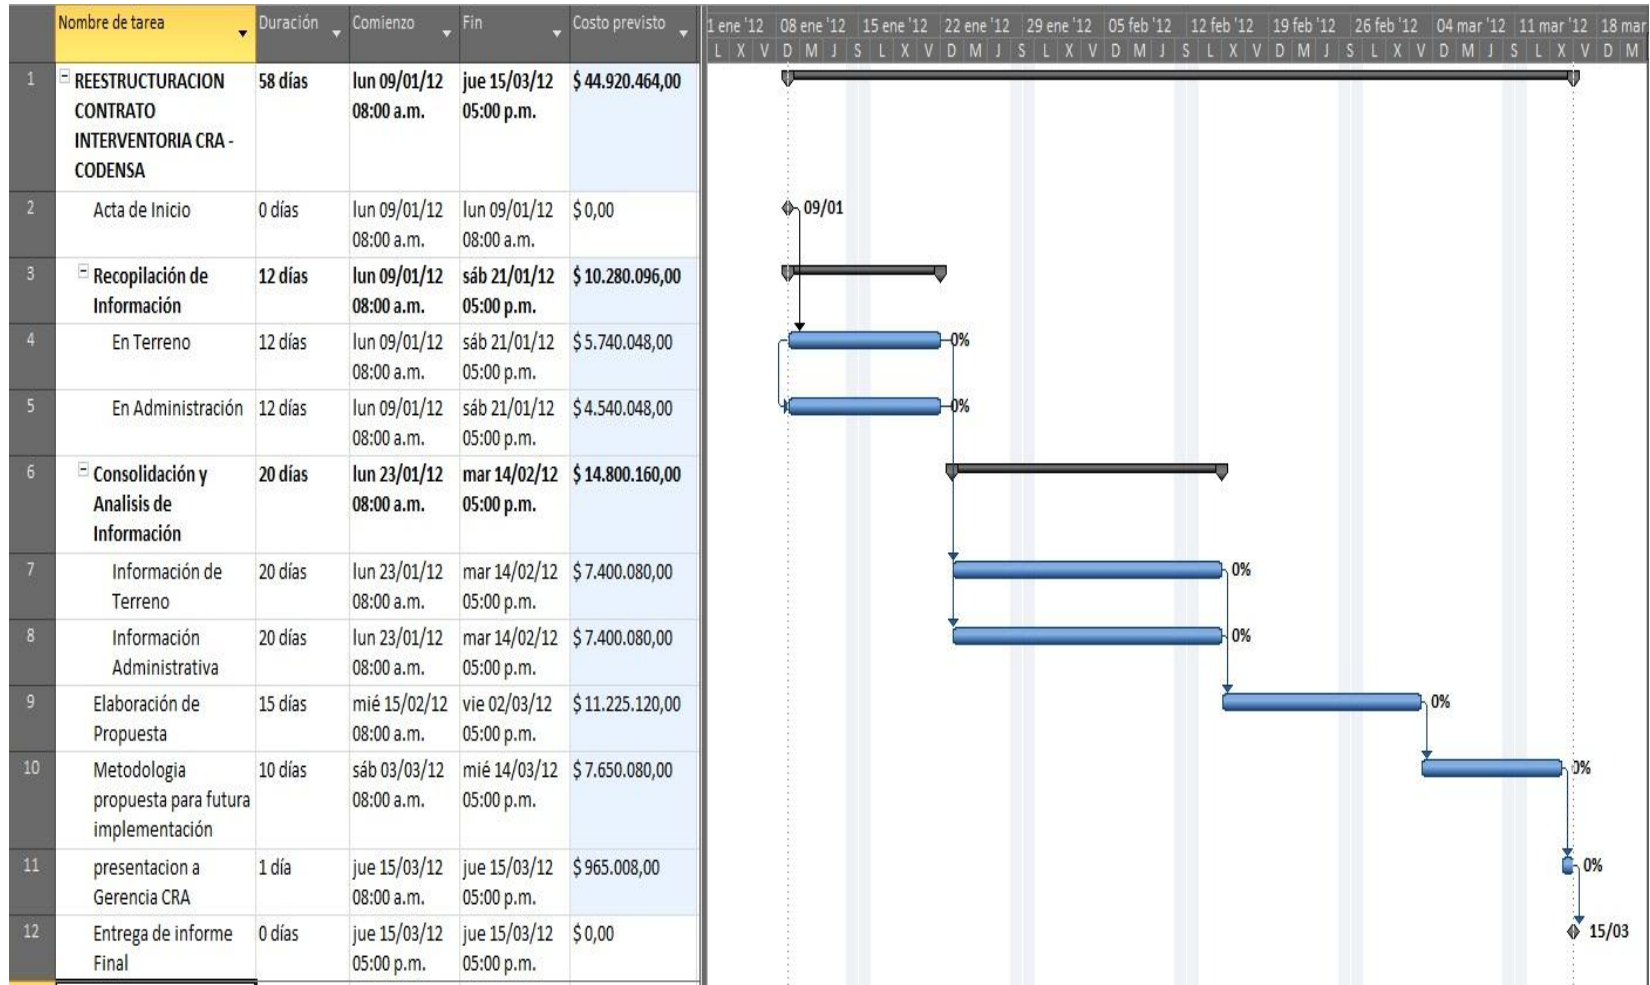 Nombre de tarea Duración Comienzo Fin Costo previsto
1 ene '12 08 ene '12 15 ene '12 22 ene '12 29 ene '12 05 feb '12 12 feb '12 19 feb '12 26 feb '12 04 mar '12 11 mar '12 18 mar
L X V D M J S L X V D M J S L X V D M J S L X V D M J S L X V D M J S L X V D M
1 REESTRUCTURACION 58 días lun 09/01/12 jue 15/03/12 $ 44.920.464,00
CONTRATO 08:00 a.m. 05:00 p.m.
INTERVENTORIA CRA -
CODENSA
2 Acta de Inicio 0 días lun 09/01/12 lun 09/01/12 $ 0,00 09/01
08:00 a.m. 08:00 a.m.
3 Recopilación de 12 días lun 09/01/12 sáb 21/01/12 $ 10.280.096,00
Información 08:00 a.m. 05:00 p.m.
4 En Terreno 12 días lun 09/01/12 sáb 21/01/12 $ 5.740.048,00 0%
08:00 a.m. 05:00 p.m.
5 En Administración 12 días lun 09/01/12 sáb 21/01/12 $ 4.540.048,00 0%
08:00 a.m. 05:00 p.m.
6 Consolidación y 20 días lun 23/01/12 mar 14/02/12 $ 14.800.160,00
Analisis de 08:00 a.m. 05:00 p.m.
Información
7 Información de 20 días lun 23/01/12 mar 14/02/12 $ 7.400.080,00 0%
Terreno 08:00 a.m. 05:00 p.m.
8 Información 20 días lun 23/01/12 mar 14/02/12 $ 7.400.080,00 0%
Administrativa 08:00 a.m. 05:00 p.m.
9 Elaboración de 15 días mié 15/02/12 vie 02/03/12 $ 11.225.120,00 0%
Propuesta 08:00 a.m. 05:00 p.m.
10 Metodologia 10 días sáb 03/03/12 mié 14/03/12 $ 7.650.080,00 0%
propuesta para futura 08:00 a.m. 05:00 p.m.
implementación
11 presentacion a 1 día jue 15/03/12 jue 15/03/12 $ 965.008,00 0%
Gerencia CRA 08:00 a.m. 05:00 p.m.
12 Entrega de informe 0 días jue 15/03/12 jue 15/03/12 $ 0,00 15/03
Final 05:00 p.m. 05:00 p.m.